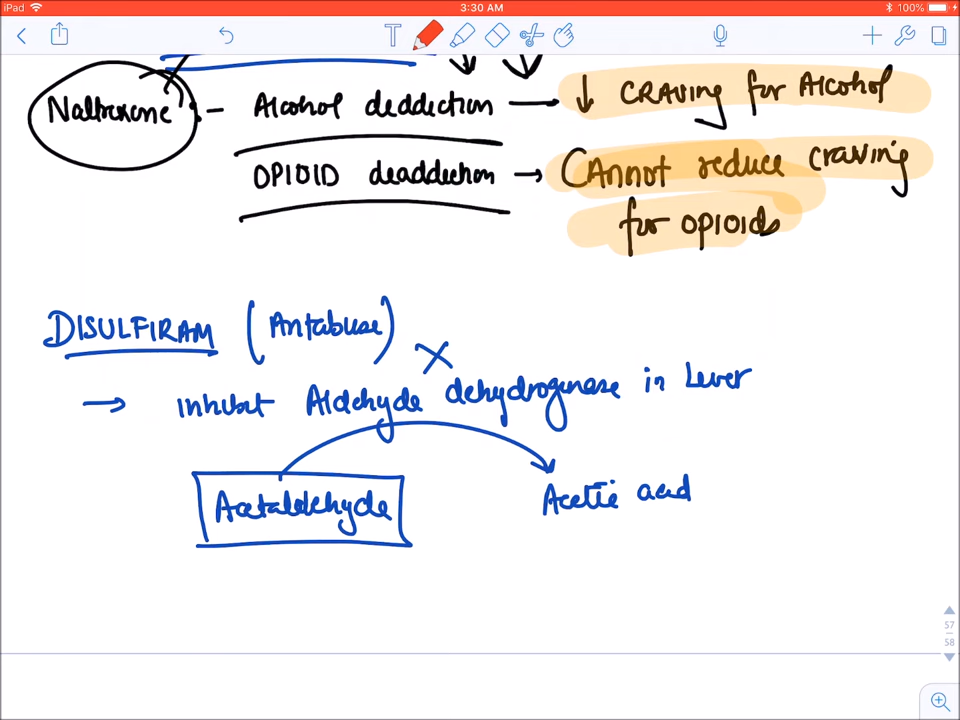 iPad 3:30 AM 100%
T
Naltrexone - Alcohol deddiction → ↓ CRAVING for Alcohol
OPIOID deaddiction → CAnnot reduce craving
for opioids
DISULFIRAM (Antabuse)
→ inhibit Aldehyde dehydrogenase in Liver
Acetaldehyde Acetic acid
57
58